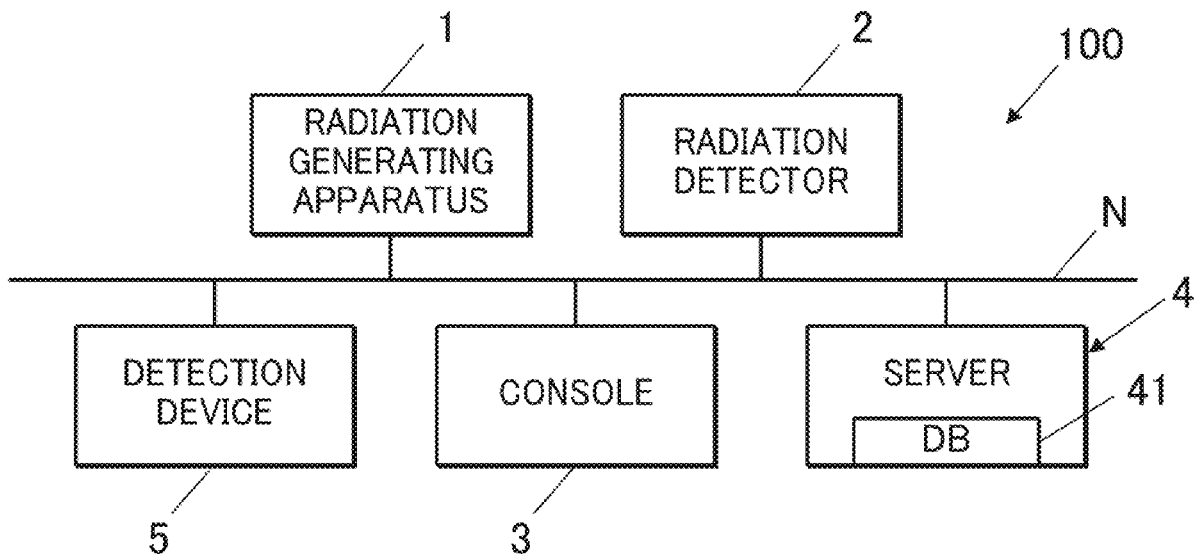 1
2
100
RADIATION
GENERATING
APPARATUS
RADIATION
DETECTOR
N
4
DETECTION
DEVICE
CONSOLE
SERVER
41
DB
5
3